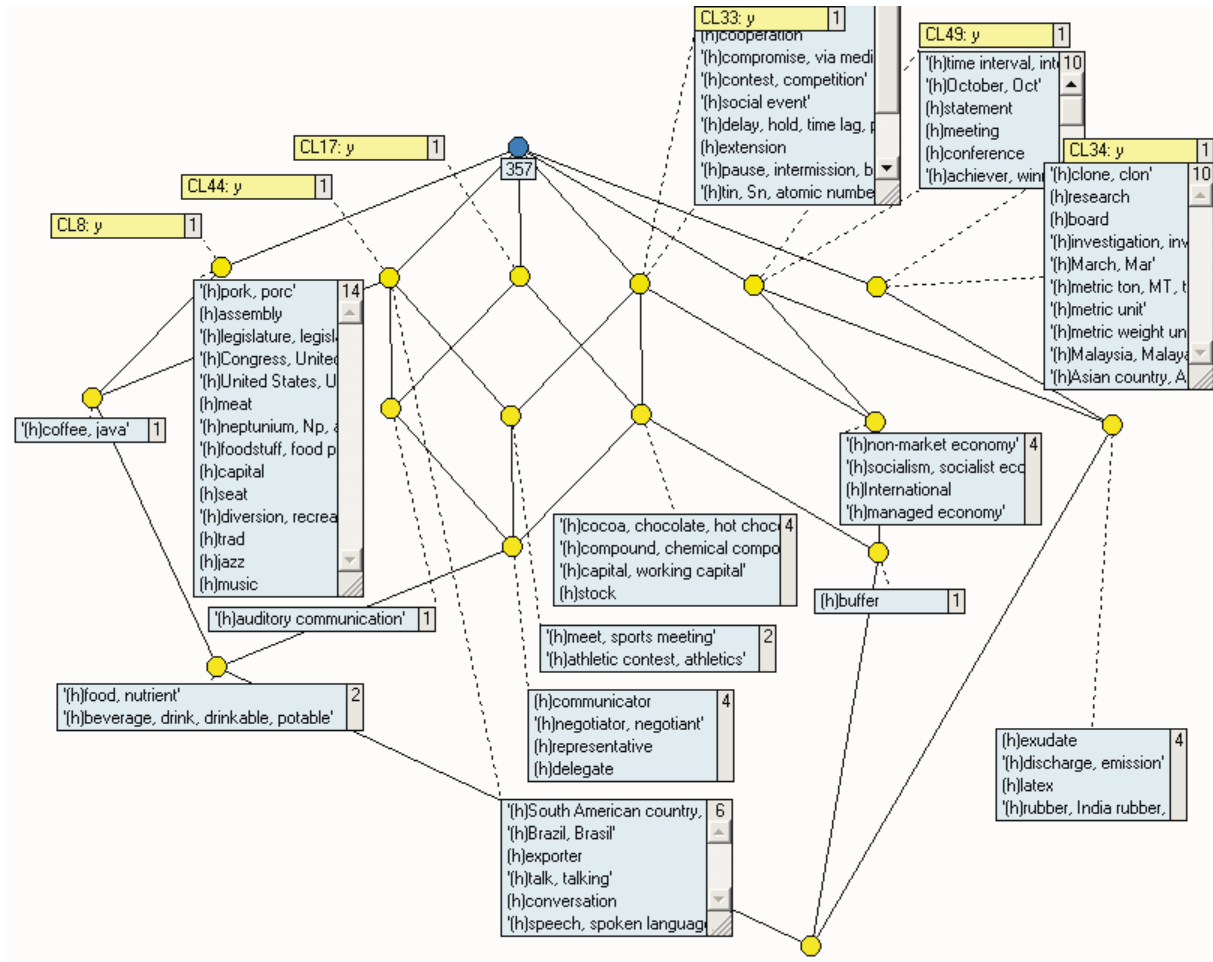 CL33: y 1
(h)cooperation
'(h)compromise, via medi
'(h)contest, competition'
'(h)social event'
'(h)delay, hold, time lag, p
(h)extension
'(h)pause, intermission, b
'(h)tin, Sn, atomic numbe
CL49: y 1
'(h)time interval, int 10
'(h)October, Oct'
(h)statement
(h)meeting
(h)conference
'(h)achiever, winn
CL34: y 1
'(h)clone, clon' 10
(h)research
(h)board
'(h)investigation, inv
'(h)March, Mar'
'(h)metric ton, MT, t
'(h)metric unit'
'(h)metric weight un
'(h)Malaysia, Malaya
'(h)Asian country, A
CL17: y 1
357
CL44: y 1
CL8: y 1
'(h)pork, porc' 14
(h)assembly
'(h)legislature, legisl
'(h)Congress, United
'(h)United States, U
(h)meat
'(h)neptunium, Np, a
'(h)foodstuff, food p
(h)capital
(h)seat
'(h)diversion, recrea
(h)trad
(h)jazz
(h)music
'(h)coffee, java' 1
'(h)non-market economy' 4
'(h)socialism, socialist eco
(h)International
'(h)managed economy'
'(h)cocoa, chocolate, hot choc 4
'(h)compound, chemical compo
'(h)capital, working capital'
(h)stock
(h)buffer 1
'(h)auditory communication' 1
'(h)meet, sports meeting' 2
'(h)athletic contest, athletics'
'(h)food, nutrient' 2
'(h)beverage, drink, drinkable, potable'
(h)communicator 4
'(h)negotiator, negotiant'
(h)representative
(h)delegate
(h)exudate 4
'(h)discharge, emission'
(h)latex
'(h)rubber, India rubber,
'(h)South American country, 6
'(h)Brazil, Brasil'
(h)exporter
'(h)talk, talking'
(h)conversation
'(h)speech, spoken languag